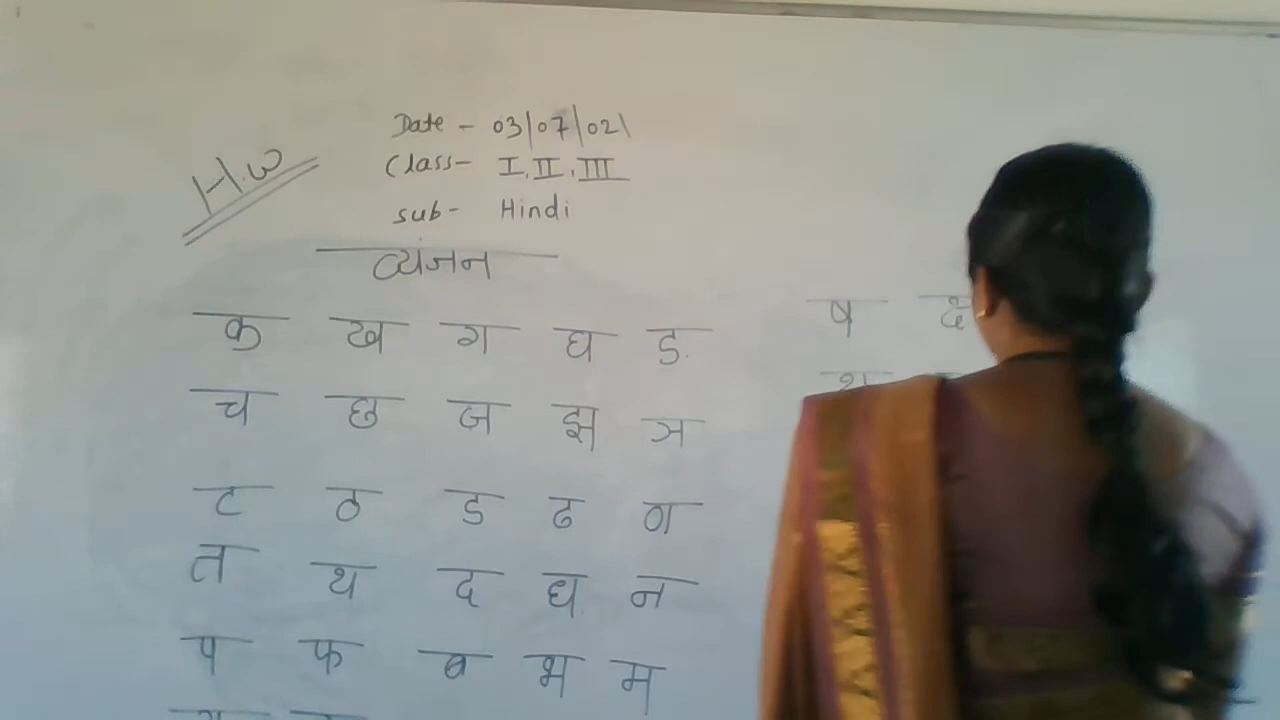 H.W
Date - 03/07/021
Class- I, II, III
sub- Hindi
व्यंजन
क ख ग घ ङ
च छ ज झ ञ
ट ठ ड ढ ण
त थ द ध न
प फ ब भ म
ष